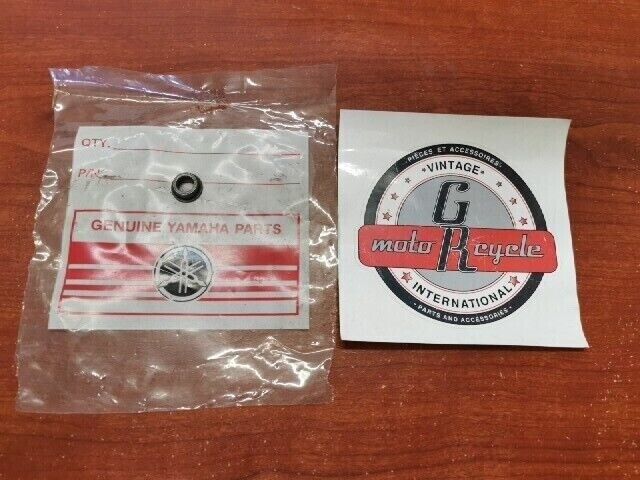 QTY.
P/N
GENUINE YAMAHA PARTS
PIÈCES ET ACCESSOIRES
VINTAGE
G
moto R cycle
INTERNATIONAL
PARTS AND ACCESSORIES